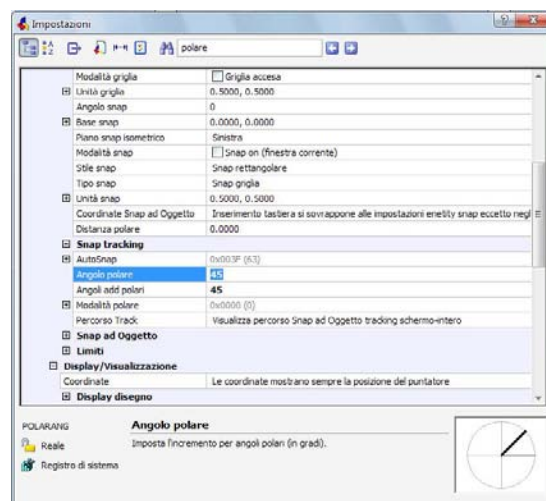 Impostazioni
polare
Modalità griglia Griglia accesa
Unità griglia 0.5000, 0.5000
Angolo snap 0
Base snap 0.0000, 0.0000
Piano snap isometrico Sinistra
Modalità snap Snap on (finestra corrente)
Stile snap Snap rettangolare
Tipo snap Snap griglia
Unità snap 0.5000, 0.5000
Coordinate Snap ad Oggetto Inserimento tastiera si sovrappone alle impostazioni enetity snap eccetto negl
Distanza polare 0.0000
Snap tracking
AutoSnap 0x003F (63)
Angolo polare 45
Angoli add polari 45
Modalità polare 0x0000 (0)
Percorso Track Visualizza percorso Snap ad Oggetto tracking schermo-intero
Snap ad Oggetto
Limiti
Display/Visualizzazione
Coordinate Le coordinate mostrano sempre la posizione del puntatore
Display disegno
POLARANG Angolo polare
Reale Imposta l'incremento per angoli polari (in gradi).
Registro di sistema